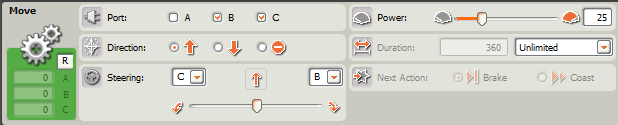 Move
Port: A B C
Power: 25
Direction:
Duration: 360 Unlimited
Steering: C B
Next Action: Brake Coast
R
0 A
0 B
0 C